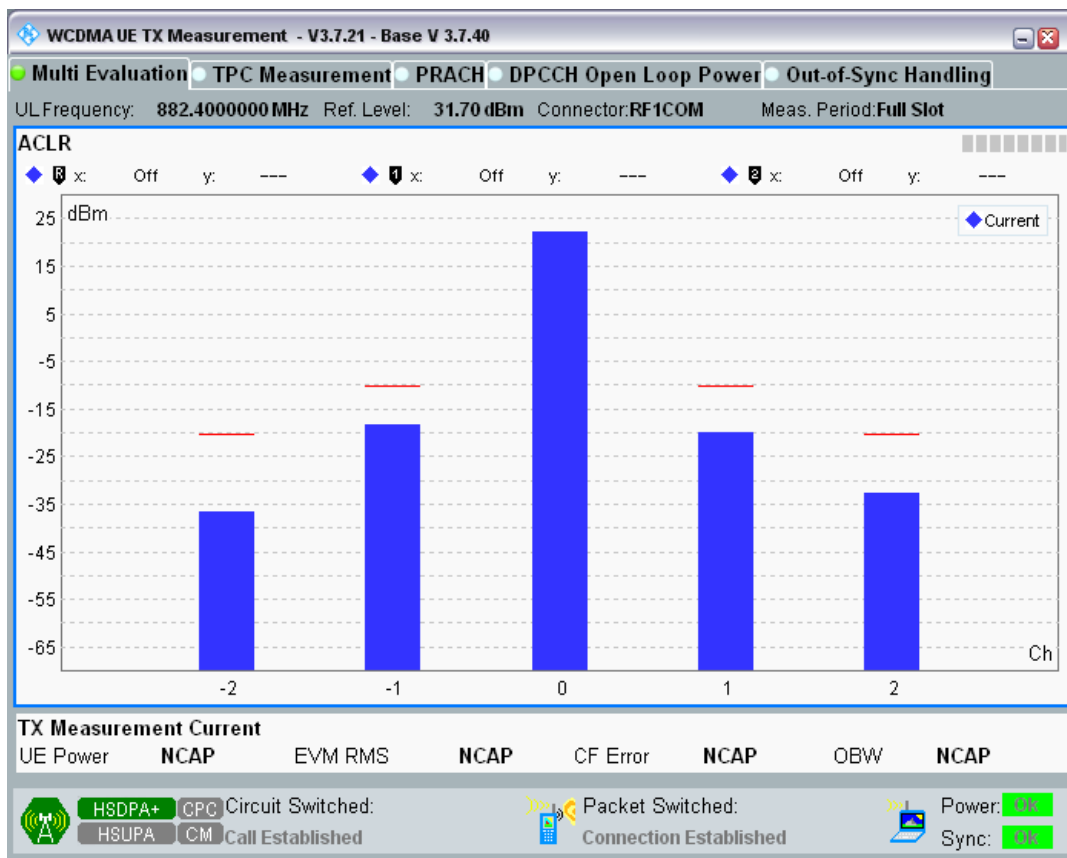 WCDMA UE TX Measurement - V3.7.21 - Base V 3.7.40
Multi Evaluation TPC Measurement PRACH DPCCH Open Loop Power Out-of-Sync Handling
UL Frequency: 882.4000000 MHz Ref. Level: 31.70 dBm Connector:RF1COM Meas. Period:Full Slot
ACLR
R x: Off y: --- 1 x: Off y: --- 2 x: Off y: ---
25 dBm Current
15
5
-5
-15
-25
-35
-45
-55
-65 Ch
-2 -1 0 1 2
TX Measurement Current
UE Power NCAP EVM RMS NCAP CF Error NCAP OBW NCAP
HSDPA+ CPC Circuit Switched: Packet Switched: Power: OK
HSUPA CM Call Established Connection Established Sync: OK